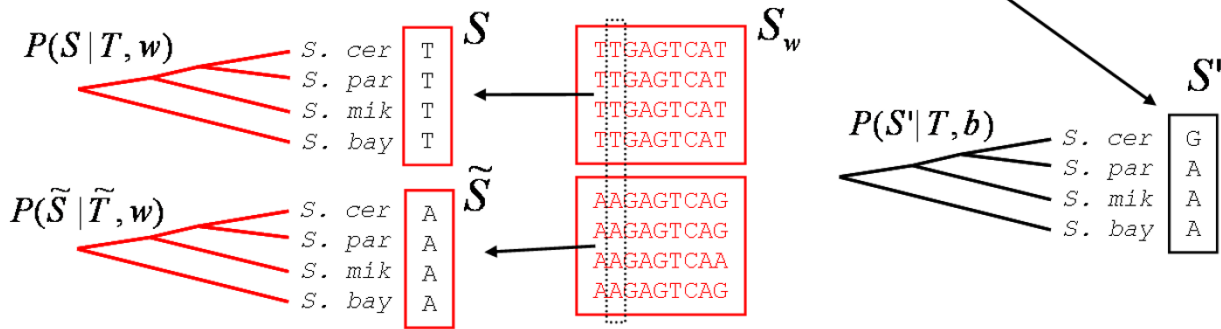 P(S | T, w)
S. cer T
S. par T
S. mik T
S. bay T
S
TTGAGTCAT
TTGAGTCAT
TTGAGTCAT
TTGAGTCAT
S_w
P(S̃ | T̃, w)
S. cer A
S. par A
S. mik A
S. bay A
S̃
AAGAGTCAG
AAGAGTCAG
AAGAGTCAA
AAGAGTCAG
S'
P(S' | T, b)
S. cer G
S. par A
S. mik A
S. bay A